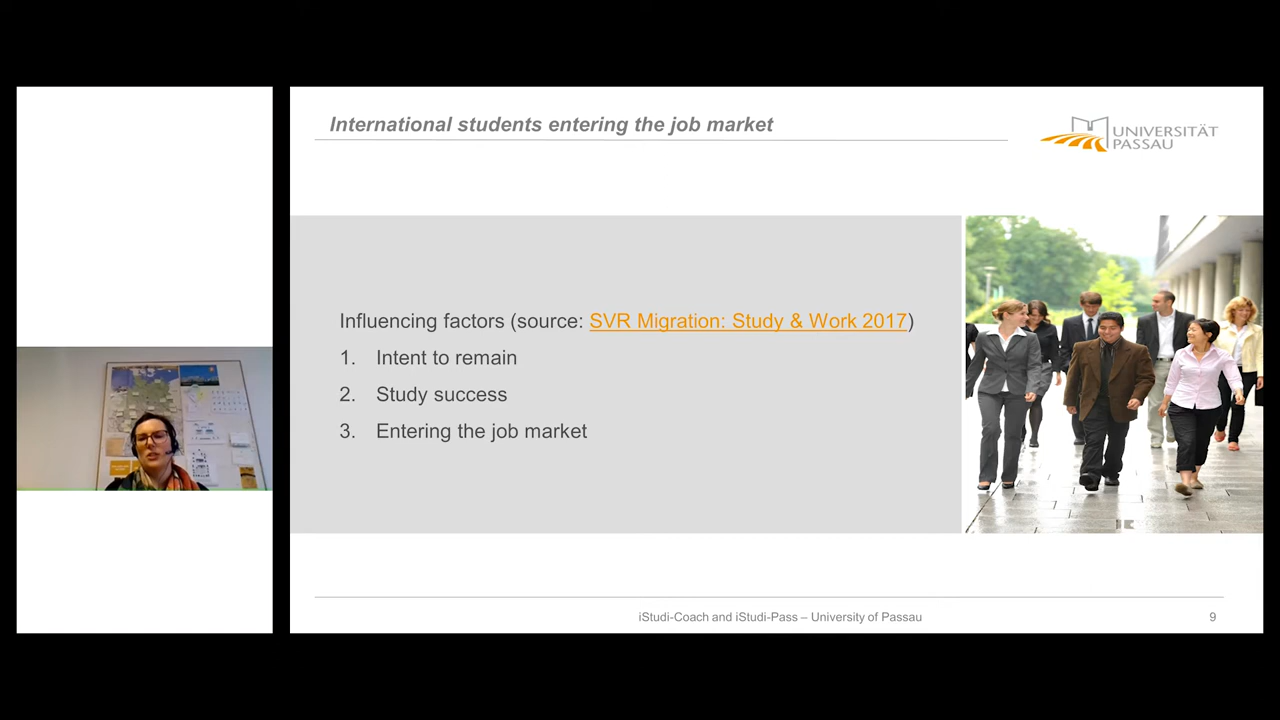 International students entering the job market
UNIVERSITÄT
PASSAU
Influencing factors (source: SVR Migration: Study & Work 2017)
1. Intent to remain
2. Study success
3. Entering the job market
iStudi-Coach and iStudi-Pass – University of Passau
9